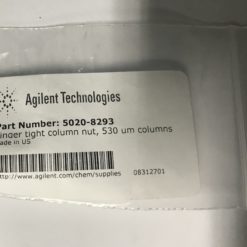 Agilent Technologies
Part Number: 5020-8293
inger tight column nut, 530 um columns
ade in US
http://www.agilent.com/chem/supplies 08312701